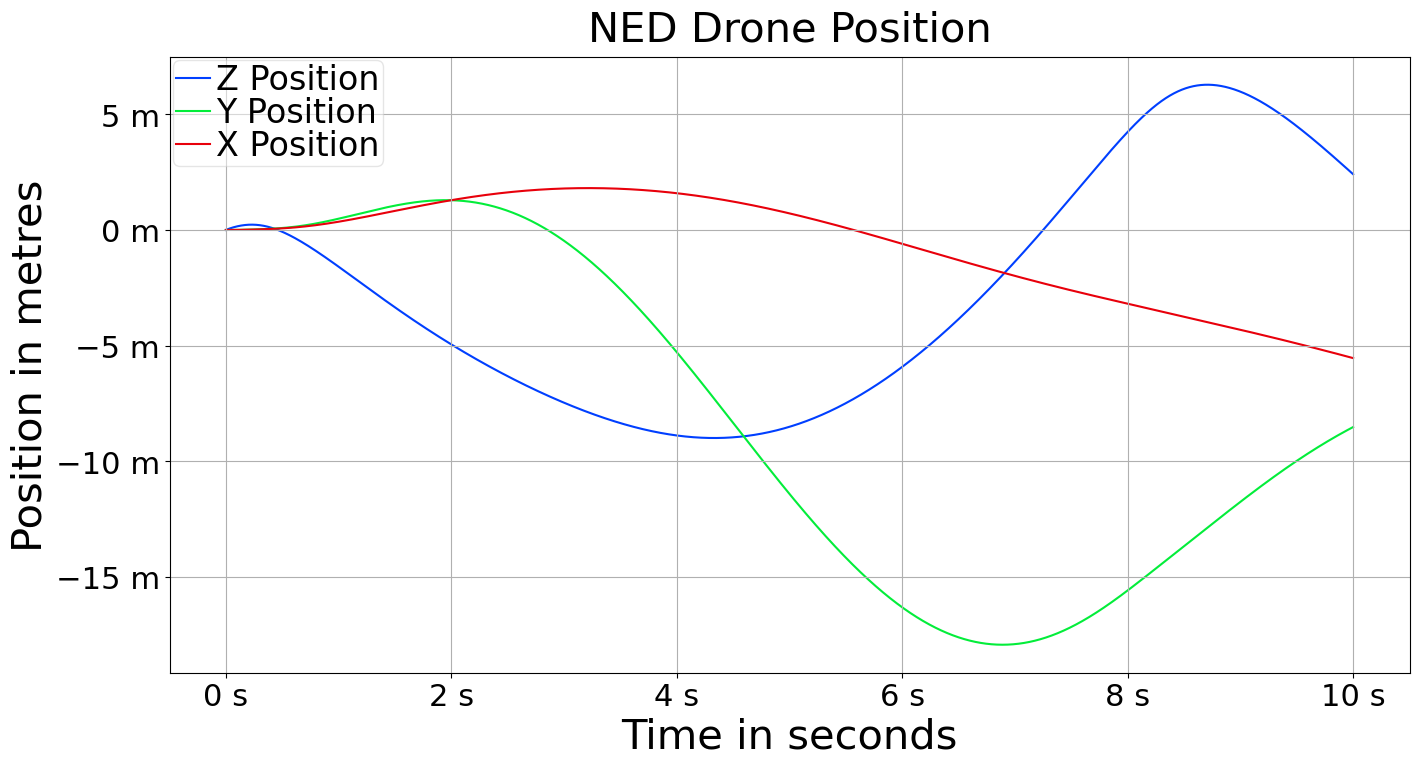 NED Drone Position
Z Position
Y Position
X Position
5 m
0 m
−5 m
−10 m
−15 m
Position in metres
0 s 2 s 4 s 6 s 8 s 10 s
Time in seconds